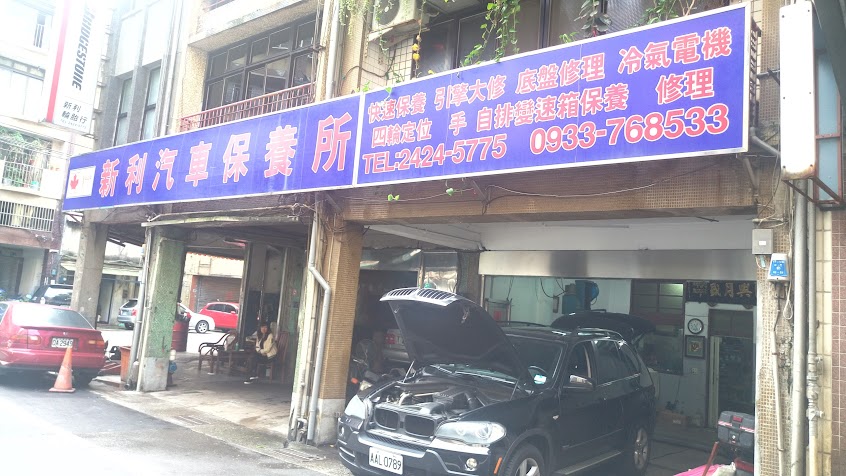 BRIDGESTONE
新利
輪胎行
新利汽車保養所
快速保養 引擎大修 底盤修理 冷氣電機
四輪定位 手 自排變速箱保養 修理
TEL:2424-5775 0933-768533
CA 2945
AAL 0789